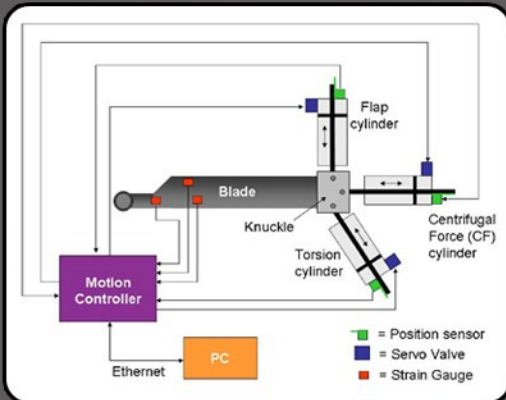 Flap
cylinder
Blade
Knuckle
Centrifugal
Force (CF)
cylinder
Torsion
cylinder
Motion
Controller
PC
Ethernet
= Position sensor
= Servo Valve
= Strain Gauge